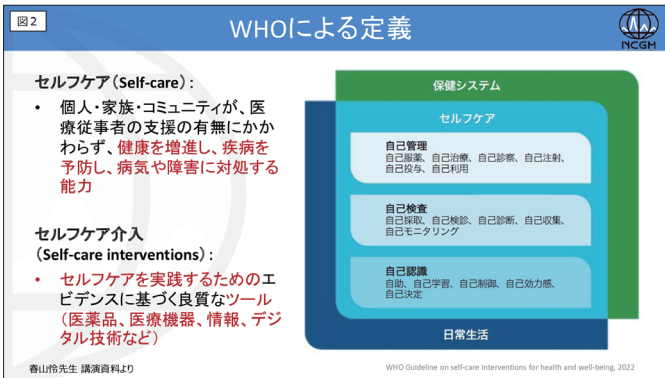 図2
WHOによる定義
NCGM
セルフケア(Self-care):
• 個人・家族・コミュニティが、医
療従事者の支援の有無にかか
わらず、健康を増進し、疾病を
予防し、病気や障害に対処する
能力
セルフケア介入
(Self-care interventions):
• セルフケアを実践するためのエ
ビデンスに基づく良質なツール
(医薬品、医療機器、情報、デジ
タル技術など)
春山怜先生 講演資料より
保健システム
セルフケア
自己管理
自己服薬、自己治療、自己診察、自己注射、
自己投与、自己利用
自己検査
自己採取、自己検診、自己診断、自己収集、
自己モニタリング
自己認識
自助、自己学習、自己制御、自己効力感、
自己決定
日常生活
WHO Guideline on self-care Interventions for health and well-being, 2022